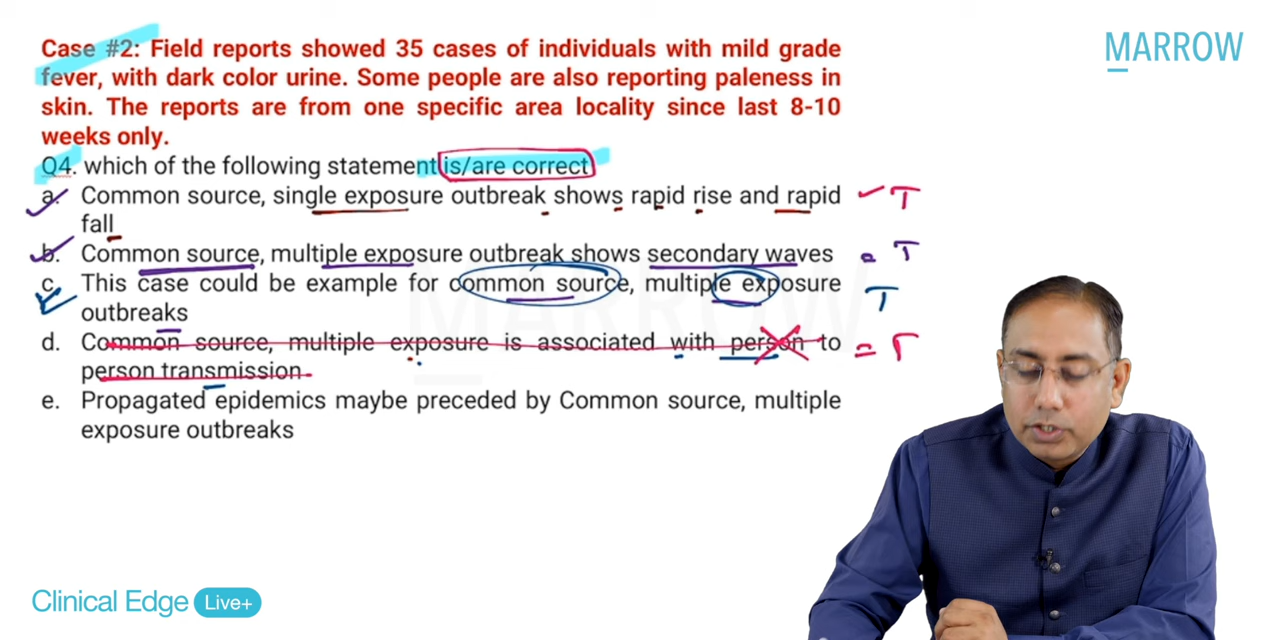 MARROW
Case #2: Field reports showed 35 cases of individuals with mild grade
fever, with dark color urine. Some people are also reporting paleness in
skin. The reports are from one specific area locality since last 8-10
weeks only.
Q4. which of the following statement is/are correct
a. Common source, single exposure outbreak shows rapid rise and rapid T
fall
b. Common source, multiple exposure outbreak shows secondary waves = T
c. This case could be example for common source, multiple exposure T
outbreaks
d. Common source, multiple exposure is associated with person to = F
person transmission
e. Propagated epidemics maybe preceded by Common source, multiple
exposure outbreaks
MARROW
Clinical Edge Live+